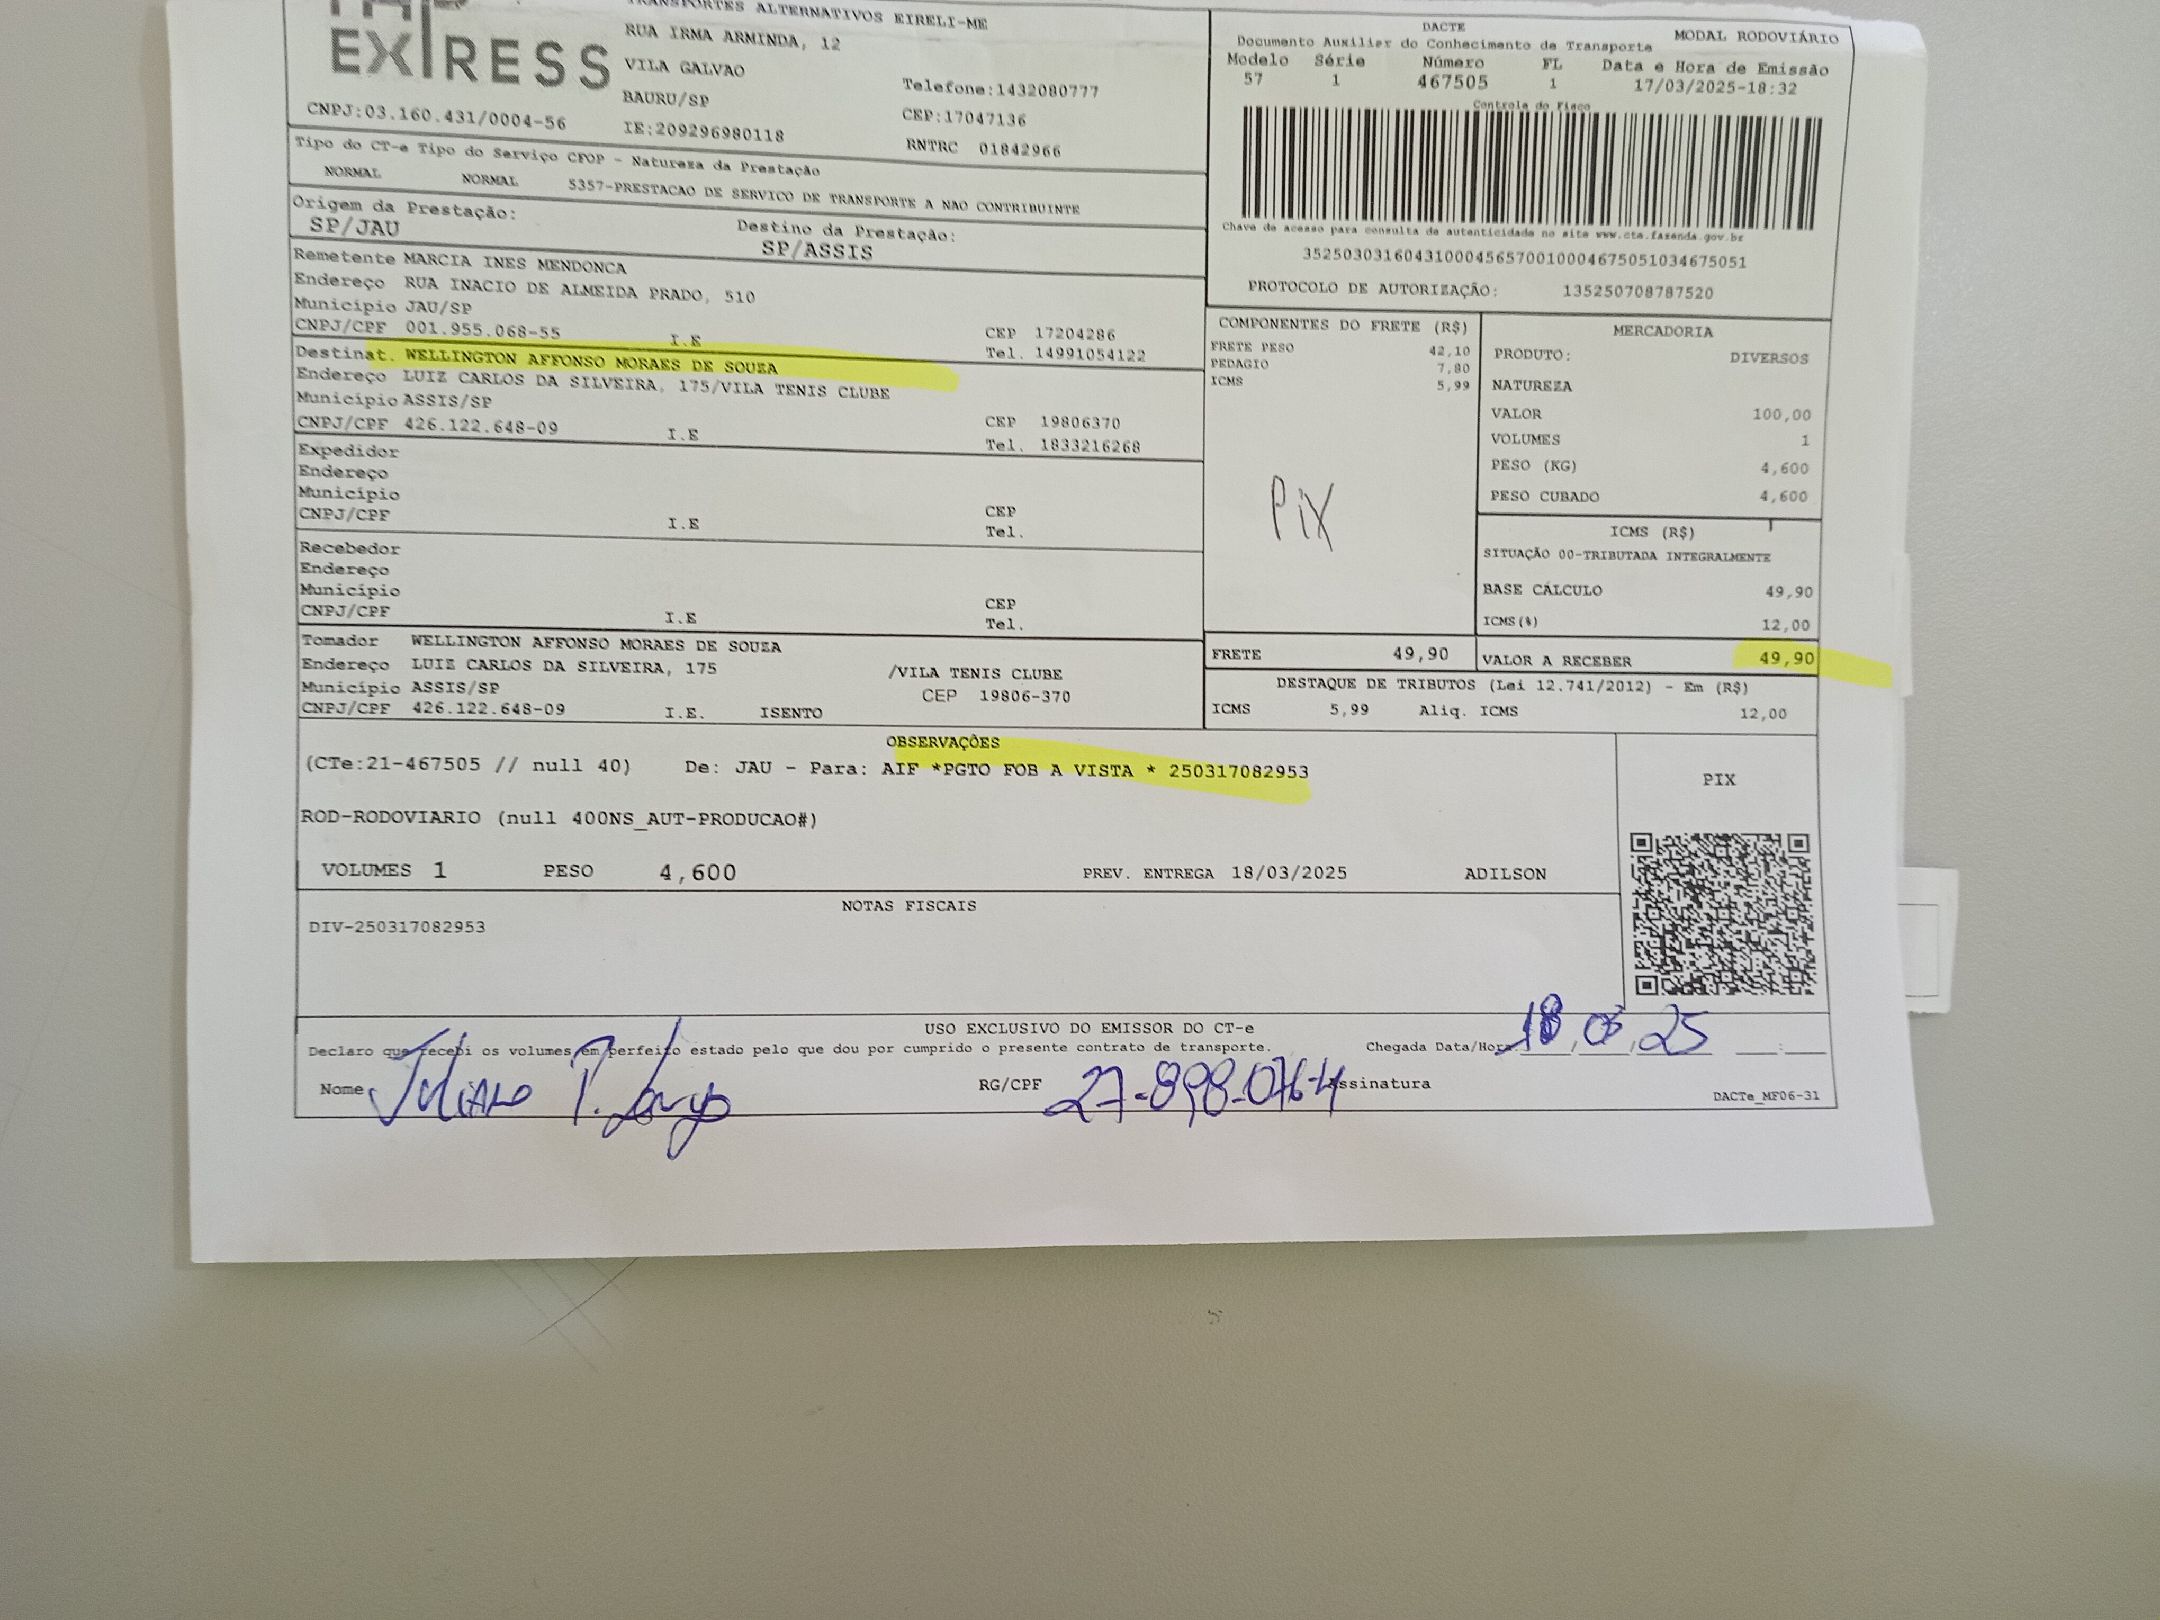 EXPRESS
TRANSPORTES ALTERNATIVOS EIRELI-ME
RUA IRMA ARMINDA, 12
VILA GALVAO
BAURU/SP
Telefone:1432080777
CEP:17047136
CNPJ:03.160.431/0004-56
IE:209296980118
RNTRC 01842966
DACTE
MODAL RODOVIÁRIO
Documento Auxiliar do Conhecimento de Transporte
Modelo Série Número FL Data e Hora de Emissão
57 1 467505 1 17/03/2025-18:32
Controle do Fisco
Chave de acesso para consulta de autenticidade no site www.cte.fazenda.gov.br
35250303160431000456570010004675051034675051
PROTOCOLO DE AUTORIZAÇÃO: 135250708787520
Tipo do CT-e Tipo do Serviço CFOP - Natureza da Prestação
NORMAL NORMAL 5357-PRESTACAO DE SERVICO DE TRANSPORTE A NAO CONTRIBUINTE
Origem da Prestação: Destino da Prestação:
SP/JAU SP/ASSIS
Remetente MARCIA INES MENDONCA
Endereço RUA INACIO DE ALMEIDA PRADO, 510
Município JAU/SP CEP 17204286
CNPJ/CPF 001.955.068-55 I.E Tel. 14991054122
Destinat. WELLINGTON AFFONSO MORAES DE SOUZA
Endereço LUIZ CARLOS DA SILVEIRA, 175/VILA TENIS CLUBE
Município ASSIS/SP CEP 19806370
CNPJ/CPF 426.122.648-09 I.E Tel. 1833216268
Expedidor
Endereço
Município CEP
CNPJ/CPF I.E Tel.
Recebedor
Endereço
Município CEP
CNPJ/CPF I.E Tel.
Tomador WELLINGTON AFFONSO MORAES DE SOUZA
Endereço LUIZ CARLOS DA SILVEIRA, 175 /VILA TENIS CLUBE
Município ASSIS/SP CEP 19806-370
CNPJ/CPF 426.122.648-09 I.E. ISENTO
COMPONENTES DO FRETE (R$)
FRETE PESO 42,10
PEDAGIO 7,80
ICMS 5,99
PIX
FRETE 49,90
MERCADORIA
PRODUTO: DIVERSOS
NATUREZA
VALOR 100,00
VOLUMES 1
PESO (KG) 4,600
PESO CUBADO 4,600
ICMS (R$)
SITUAÇÃO 00-TRIBUTADA INTEGRALMENTE
BASE CÁLCULO 49,90
ICMS(%) 12,00
VALOR A RECEBER 49,90
DESTAQUE DE TRIBUTOS (Lei 12.741/2012) - Em (R$)
ICMS 5,99 Aliq. ICMS 12,00
OBSERVAÇÕES
(CTe:21-467505 // null 40) De: JAU - Para: AIF *PGTO FOB A VISTA * 250317082953
ROD-RODOVIARIO (null 400NS_AUT-PRODUCAO#)
VOLUMES 1 PESO 4,600 PREV. ENTREGA 18/03/2025 ADILSON
PIX
NOTAS FISCAIS
DIV-250317082953
USO EXCLUSIVO DO EMISSOR DO CT-e
Declaro que recebi os volumes em perfeito estado pelo que dou por cumprido o presente contrato de transporte. Chegada Data/Hora 18,03,25 __:__
Nome Juliano RG/CPF 27-898-076-4 Assinatura
DACTe_MF06-31